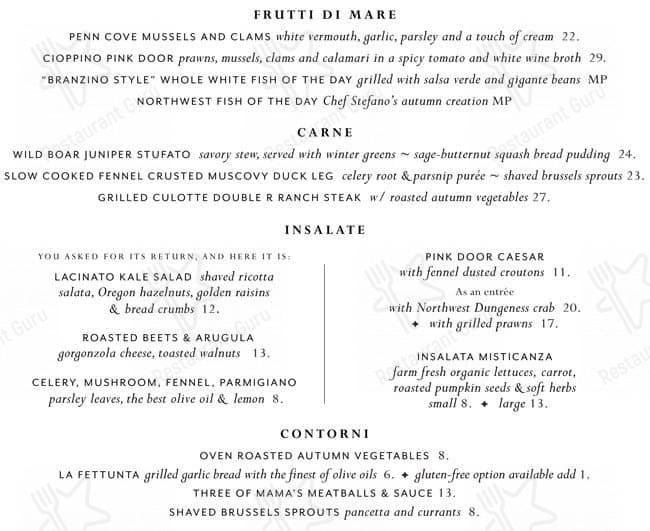 FRUTTI DI MARE
PENN COVE MUSSELS AND CLAMS white vermouth, garlic, parsley and a touch of cream 22.
CIOPPINO PINK DOOR prawns, mussels, clams and calamari in a spicy tomato and white wine broth 29.
"BRANZINO STYLE" WHOLE WHITE FISH OF THE DAY grilled with salsa verde and gigante beans MP
NORTHWEST FISH OF THE DAY Chef Stefano's autumn creation MP
CARNE
WILD BOAR JUNIPER STUFATO savory stew, served with winter greens ~ sage-butternut squash bread pudding 24.
SLOW COOKED FENNEL CRUSTED MUSCOVY DUCK LEG celery root & parsnip purée ~ shaved brussels sprouts 23.
GRILLED CULOTTE DOUBLE R RANCH STEAK w/ roasted autumn vegetables 27.
INSALATE
YOU ASKED FOR ITS RETURN, AND HERE IT IS:
LACINATO KALE SALAD shaved ricotta
salata, Oregon hazelnuts, golden raisins
& bread crumbs 12.
ROASTED BEETS & ARUGULA
gorgonzola cheese, toasted walnuts 13.
CELERY, MUSHROOM, FENNEL, PARMIGIANO
parsley leaves, the best olive oil & lemon 8.
PINK DOOR CAESAR
with fennel dusted croutons 11.
As an entrée
with Northwest Dungeness crab 20.
✦ with grilled prawns 17.
INSALATA MISTICANZA
farm fresh organic lettuces, carrot,
roasted pumpkin seeds & soft herbs
small 8. ✦ large 13.
CONTORNI
OVEN ROASTED AUTUMN VEGETABLES 8.
LA FETTUNTA grilled garlic bread with the finest of olive oils 6. ✦ gluten-free option available add 1.
THREE OF MAMA'S MEATBALLS & SAUCE 13.
SHAVED BRUSSELS SPROUTS pancetta and currants 8.
Restaurant Guru